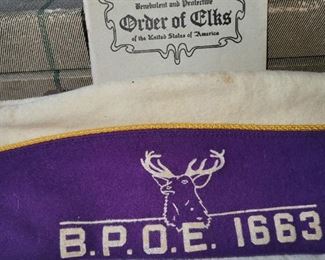 Benevolent and Protective
Order of Elks
of the United States of America
B.P.O.E. 1663